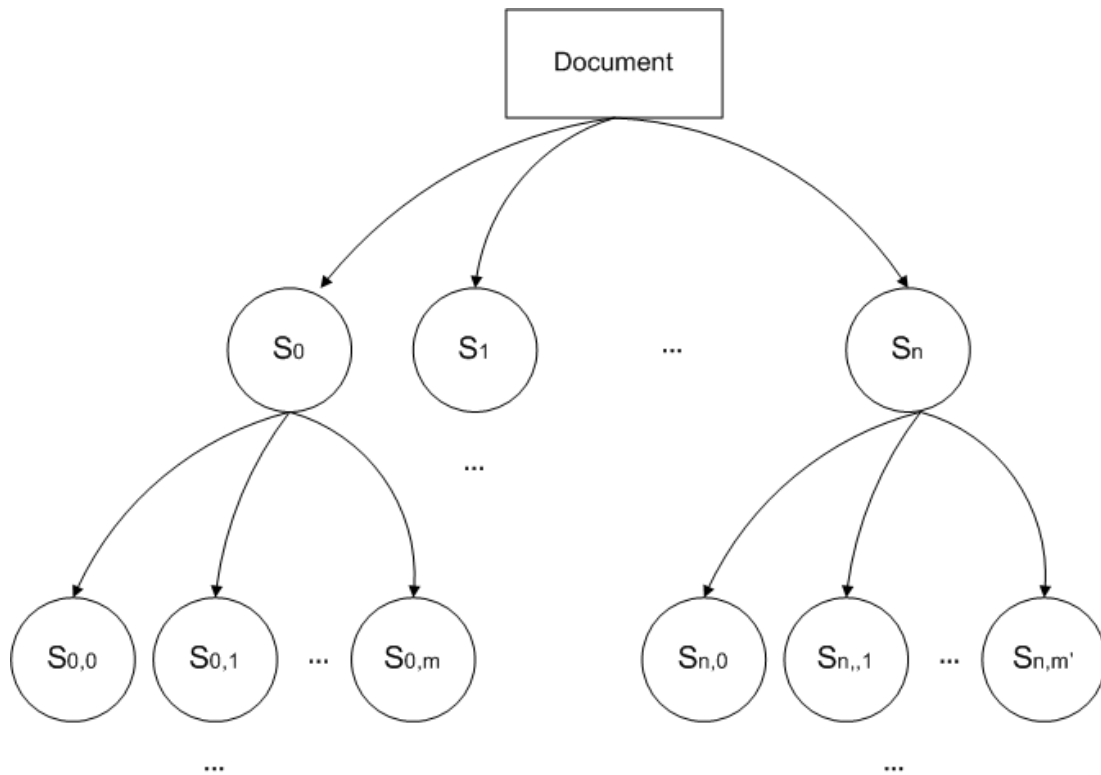 Document
S0 S1 ... Sn
...
S0,0 S0,1 ... S0,m Sn,0 Sn,,1 ... Sn,m'
... ...